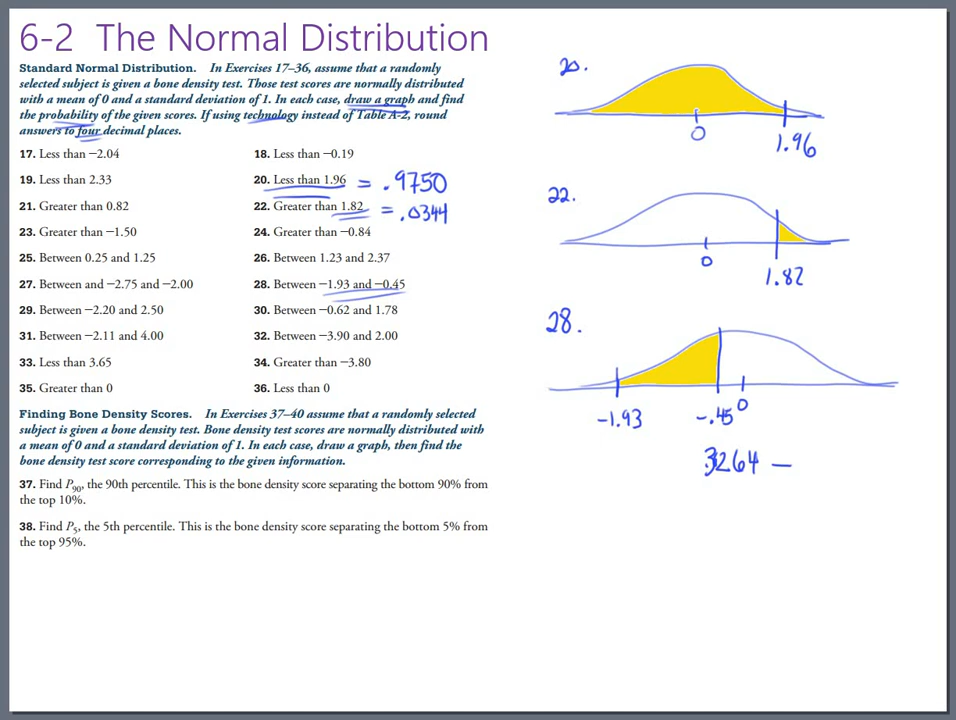 6-2 The Normal Distribution
Standard Normal Distribution. In Exercises 17–36, assume that a randomly
selected subject is given a bone density test. Those test scores are normally distributed
with a mean of 0 and a standard deviation of 1. In each case, draw a graph and find
the probability of the given scores. If using technology instead of Table A-2, round
answers to four decimal places.
17. Less than −2.04
18. Less than −0.19
19. Less than 2.33
20. Less than 1.96 = .9750
21. Greater than 0.82
22. Greater than 1.82 = .0344
23. Greater than −1.50
24. Greater than −0.84
25. Between 0.25 and 1.25
26. Between 1.23 and 2.37
27. Between and −2.75 and −2.00
28. Between −1.93 and −0.45
29. Between −2.20 and 2.50
30. Between −0.62 and 1.78
31. Between −2.11 and 4.00
32. Between −3.90 and 2.00
33. Less than 3.65
34. Greater than −3.80
35. Greater than 0
36. Less than 0
Finding Bone Density Scores. In Exercises 37–40 assume that a randomly selected
subject is given a bone density test. Bone density test scores are normally distributed with
a mean of 0 and a standard deviation of 1. In each case, draw a graph, then find the
bone density test score corresponding to the given information.
37. Find P90, the 90th percentile. This is the bone density score separating the bottom 90% from
the top 10%.
38. Find P5, the 5th percentile. This is the bone density score separating the bottom 5% from
the top 95%.
20.
0
1.96
22.
0
1.82
28.
-1.93
-.45
0
.3264 −